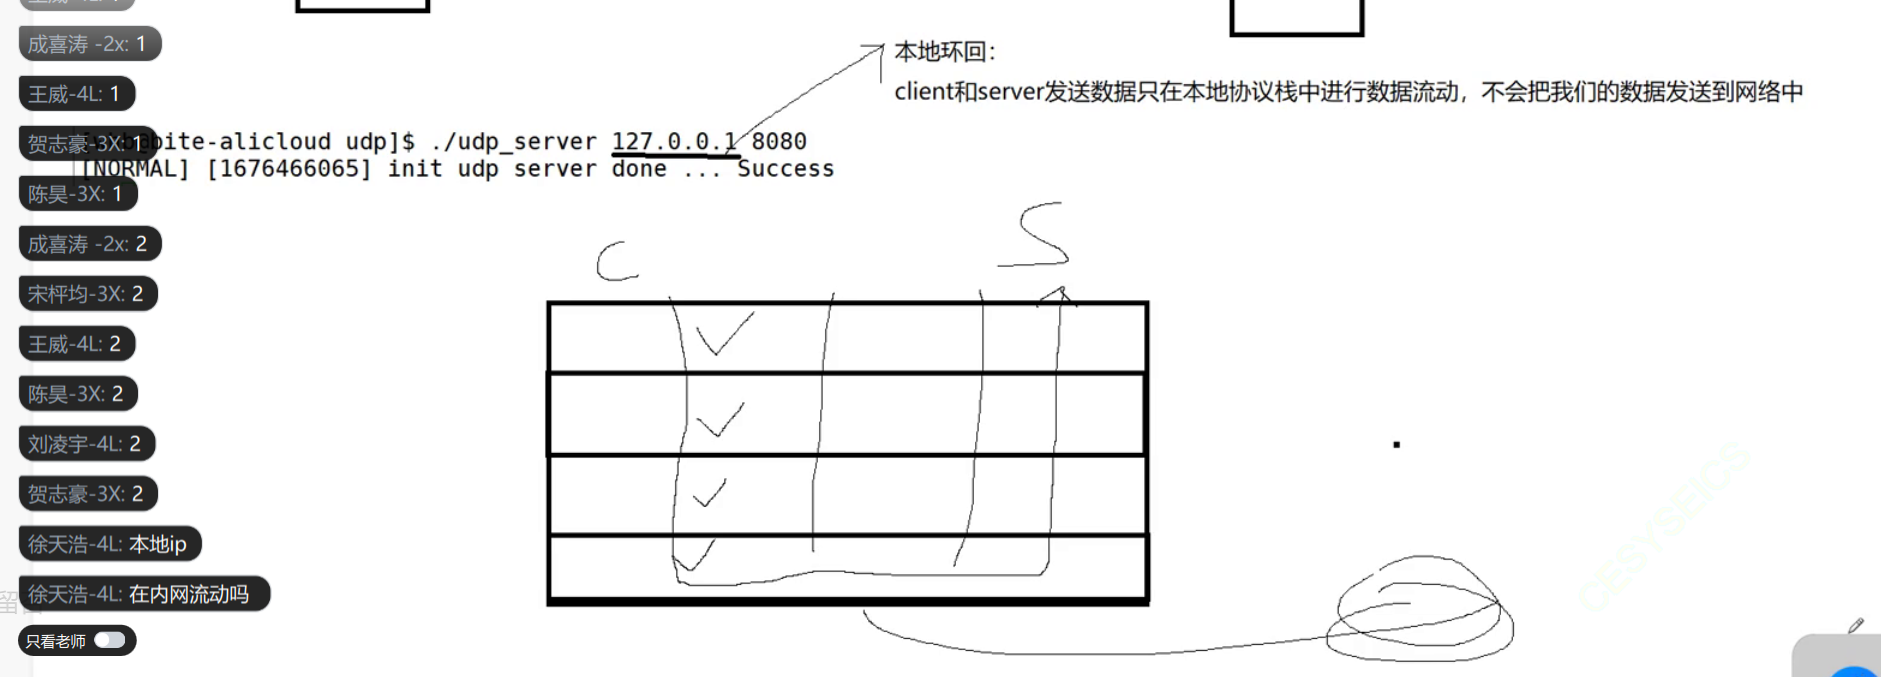 成喜涛 -2x: 1
王威-4L: 1
贺志豪-3X: 1
陈昊-3X: 1
成喜涛 -2x: 2
宋枰均-3X: 2
王威-4L: 2
陈昊-3X: 2
刘凌宇-4L: 2
贺志豪-3X: 2
徐天浩-4L: 本地ip
徐天浩-4L: 在内网流动吗
只看老师
本地环回：
client和server发送数据只在本地协议栈中进行数据流动，不会把我们的数据发送到网络中
bite-alicloud udp]$ ./udp_server 127.0.0.1 8080
[NORMAL] [1676466065] init udp server done ... Success
C
S
CESYSEICS